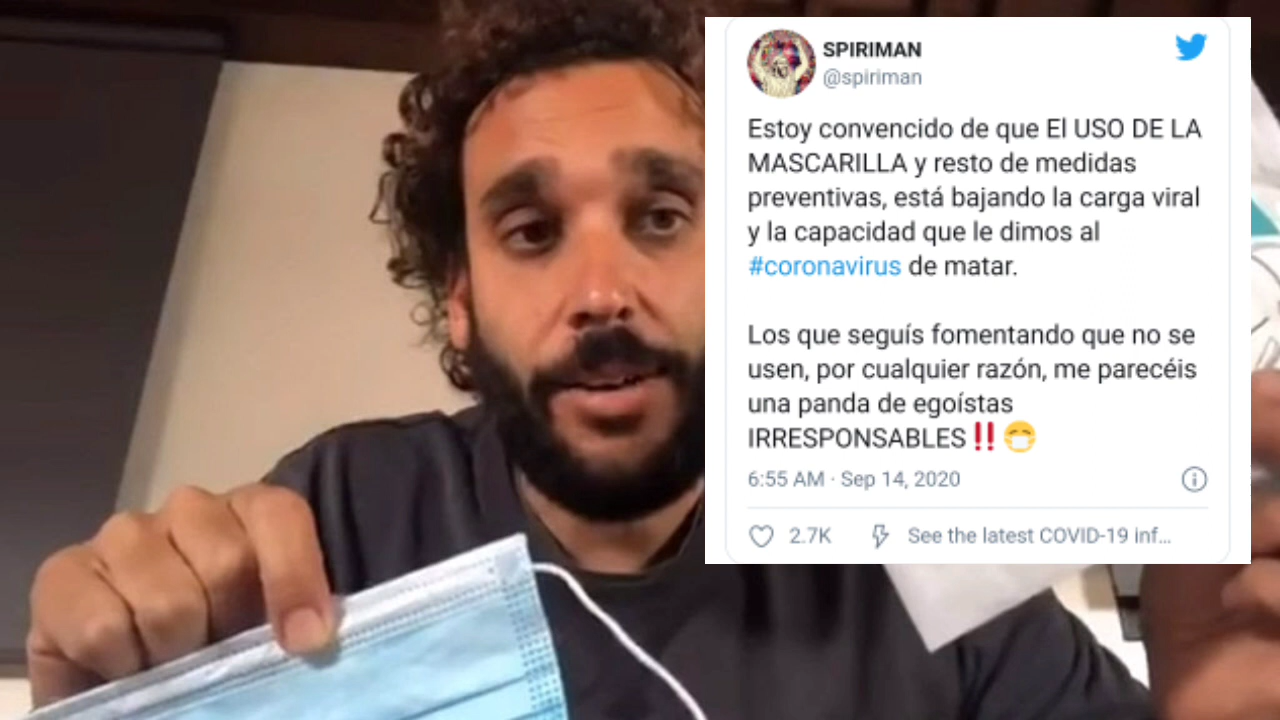 SPIRIMAN
@spiriman
Estoy convencido de que El USO DE LA
MASCARILLA y resto de medidas
preventivas, está bajando la carga viral
y la capacidad que le dimos al
#coronavirus de matar.
Los que seguís fomentando que no se
usen, por cualquier razón, me parecéis
una panda de egoístas
IRRESPONSABLES‼️😷
6:55 AM · Sep 14, 2020
2.7K
See the latest COVID-19 inf…